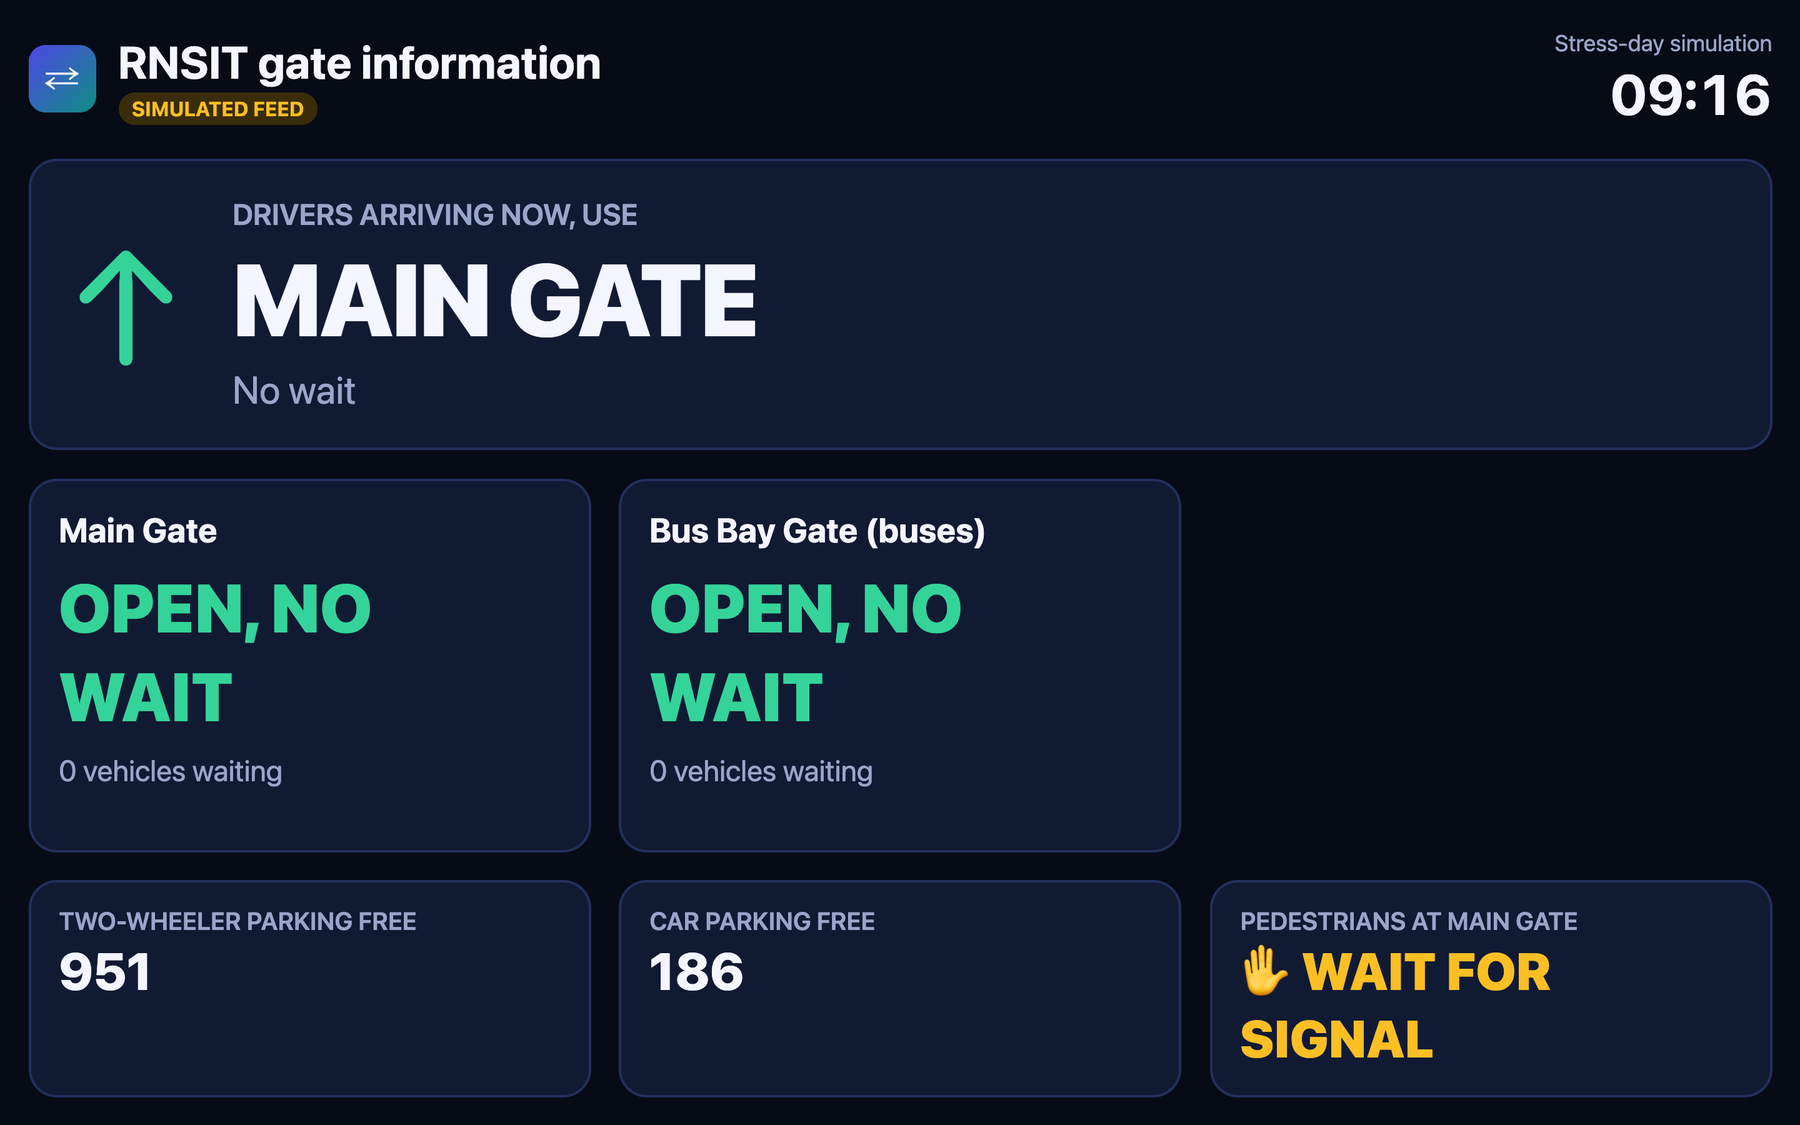 RNSIT gate information
SIMULATED FEED
Stress-day simulation
09:16
DRIVERS ARRIVING NOW, USE
MAIN GATE
No wait
Main Gate
OPEN, NO
WAIT
0 vehicles waiting
Bus Bay Gate (buses)
OPEN, NO
WAIT
0 vehicles waiting
TWO-WHEELER PARKING FREE
951
CAR PARKING FREE
186
PEDESTRIANS AT MAIN GATE
✋ WAIT FOR
SIGNAL